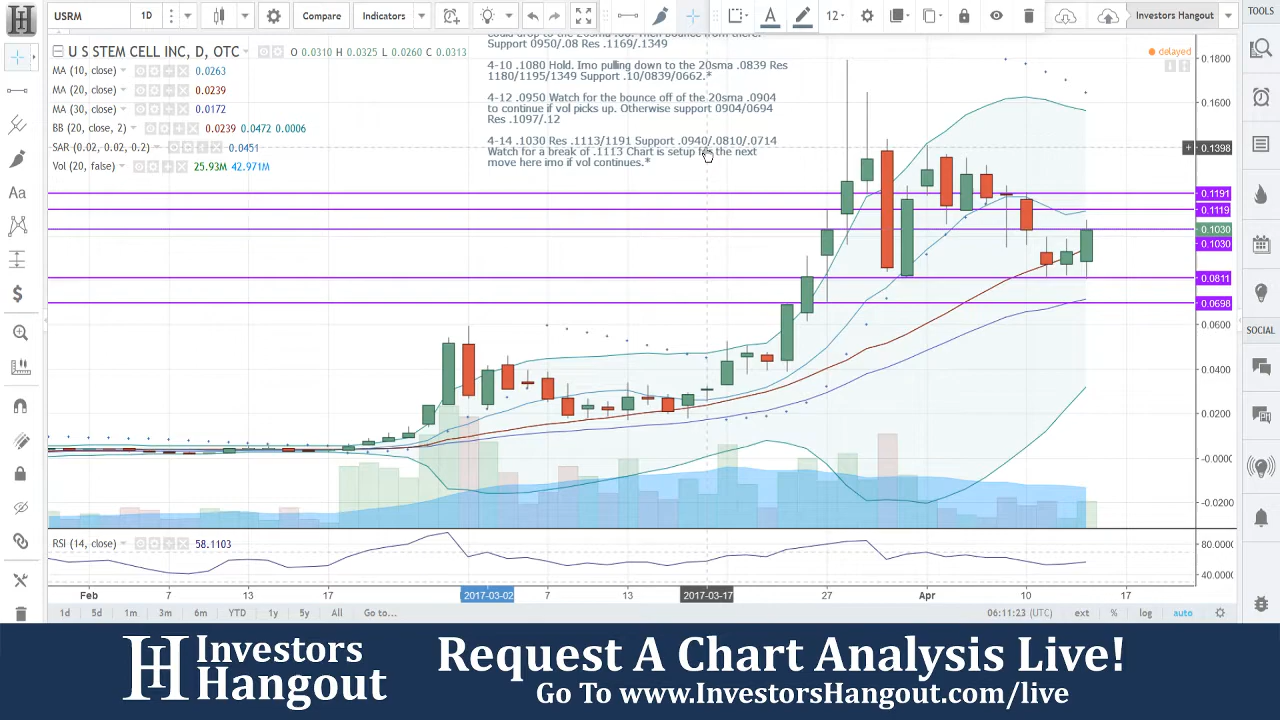 USRM 1D Compare Indicators 12 Investors Hangout
TOOLS
U S STEM CELL INC, D, OTC O 0.0310 H 0.0325 L 0.0260 C 0.0313
delayed
MA (10, close) 0.0263
MA (20, close) 0.0239
MA (30, close) 0.0172
BB (20, close, 2) 0.0239 0.0472 0.0006
SAR (0.02, 0.02, 0.2) 0.0451
Vol (20, false) 25.93M 42.971M
could drop to the 20sma .08. Then bounce from there.
Support 0950/.08 Res .1169/.1349
4-10 .1080 Hold. Imo pulling down to the 20sma .0839 Res
1180/1195/1349 Support .10/0839/0662.*
4-12 .0950 Watch for the bounce off of the 20sma .0904
to continue if vol picks up. Otherwise support 0904/0694
Res .1097/.12
4-14 .1030 Res .1113/1191 Support .0940/.0810/.0714
Watch for a break of .1113 Chart is setup for the next
move here imo if vol continues.*
0.1800
0.1600
0.1398
0.1191
0.1119
0.1030
0.1030
0.0811
0.0698
0.0600
0.0400
0.0200
-0.0000
-0.0200
SOCIAL
RSI (14, close) 58.1103
80.0000
40.0000
Feb 7 13 17 2017-03-02 7 13 2017-03-17 27 Apr 10 17
1d 5d 1m 3m 6m YTD 1y 5y All Go to... 06:11:23 (UTC) ext % log auto
Investors
Hangout
Request A Chart Analysis Live!
Go To www.InvestorsHangout.com/live